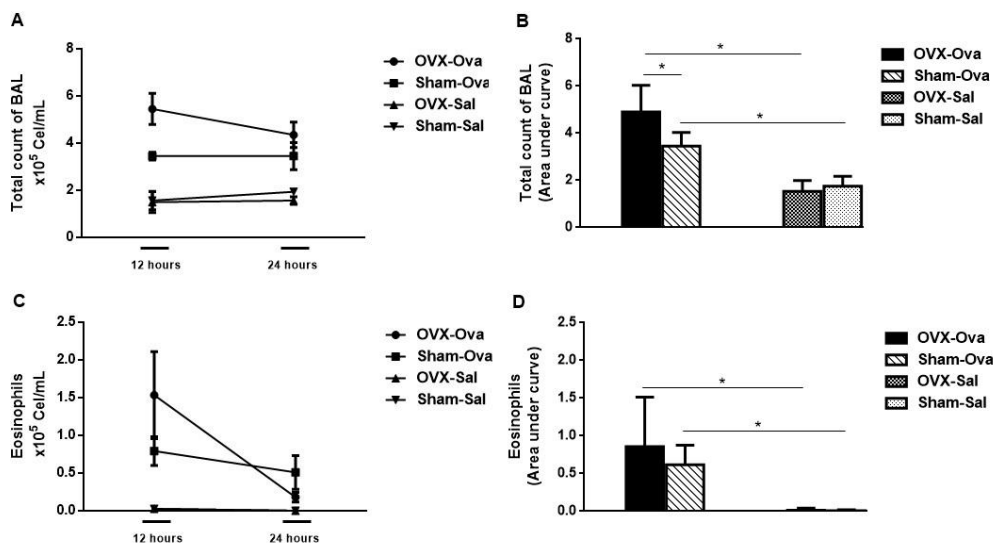 A
Total count of BAL
x10⁵ Cel/mL
8
6
4
2
0
12 hours
24 hours
OVX-Ova
Sham-Ova
OVX-Sal
Sham-Sal
B
Total count of BAL
(Area under curve)
8
6
4
2
0
*
*
*
OVX-Ova
Sham-Ova
OVX-Sal
Sham-Sal
C
Eosinophils
x10⁵ Cel/mL
2.5
2.0
1.5
1.0
0.5
0.0
12 hours
24 hours
OVX-Ova
Sham-Ova
OVX-Sal
Sham-Sal
D
Eosinophils
(Area under curve)
2.5
2.0
1.5
1.0
0.5
0.0
*
*
OVX-Ova
Sham-Ova
OVX-Sal
Sham-Sal